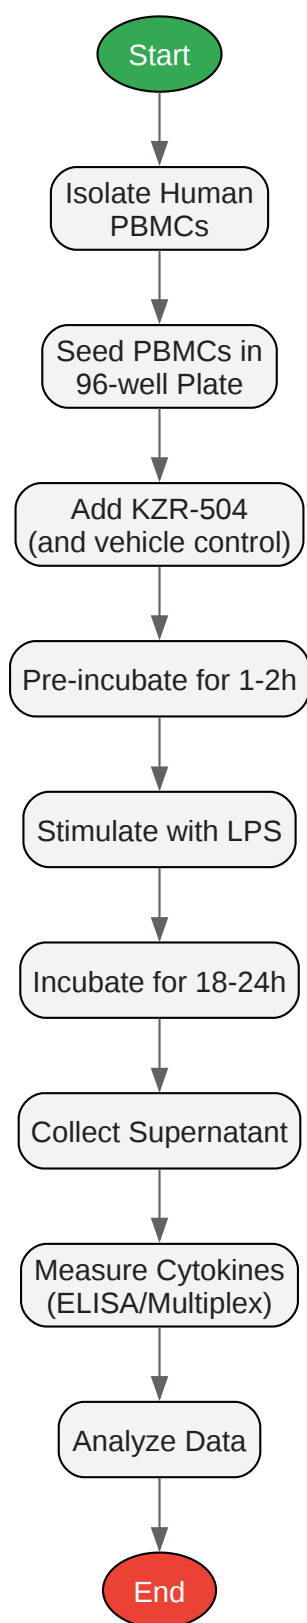 Start
Isolate Human
PBMCs
Seed PBMCs in
96-well Plate
Add KZR-504
(and vehicle control)
Pre-incubate for 1-2h
Stimulate with LPS
Incubate for 18-24h
Collect Supernatant
Measure Cytokines
(ELISA/Multiplex)
Analyze Data
End